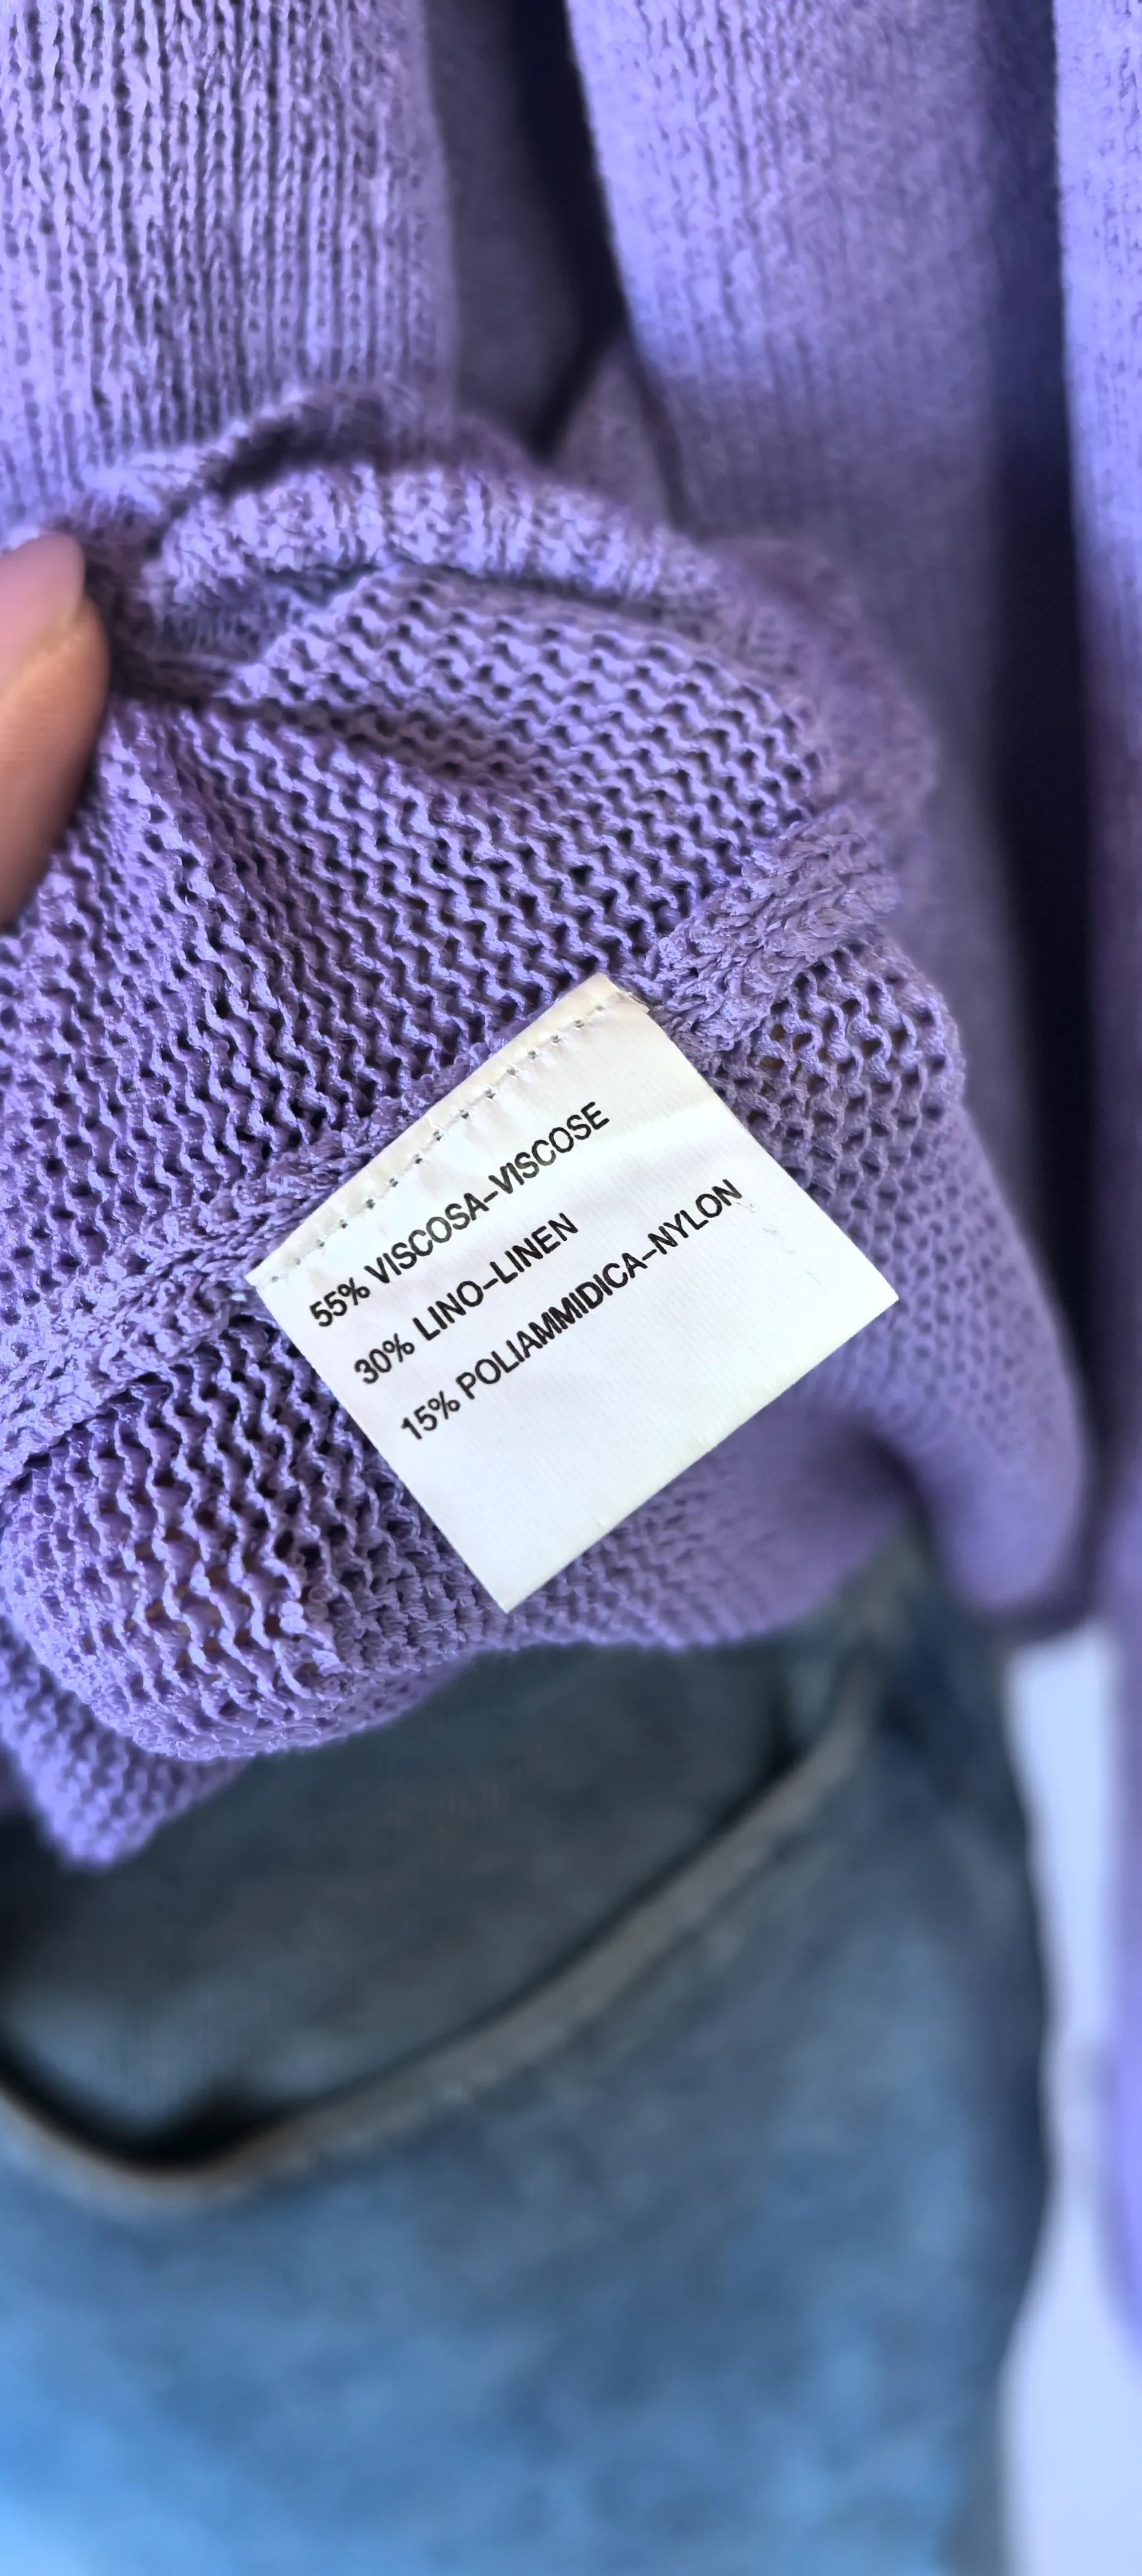 55% VISCOSA-VISCOSE
30% LINO-LINEN
15% POLIAMMIDICA-NYLON